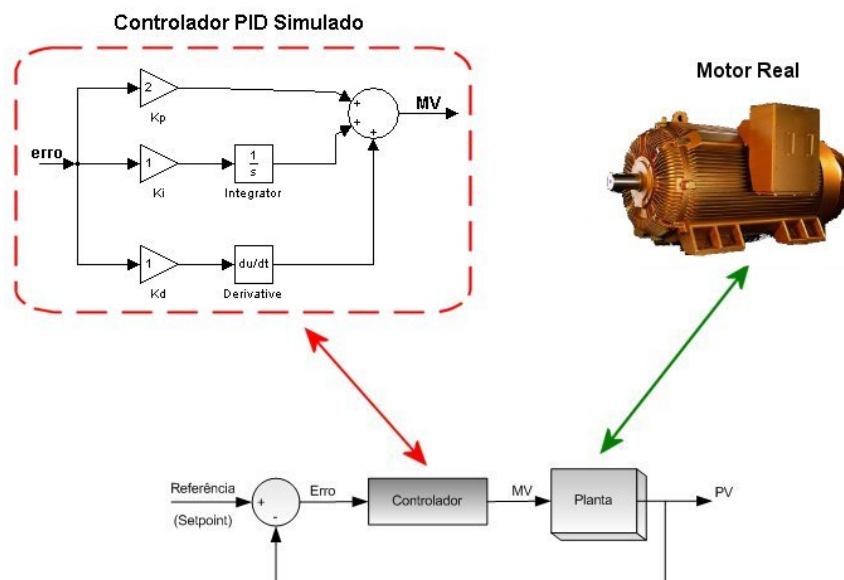 Controlador PID Simulado
Motor Real
2
Kp
MV
+
+
+
erro
1
Ki
1
s
Integrator
1
Kd
du/dt
Derivative
Referência
(Setpoint)
+
-
Erro
Controlador
MV
Planta
PV